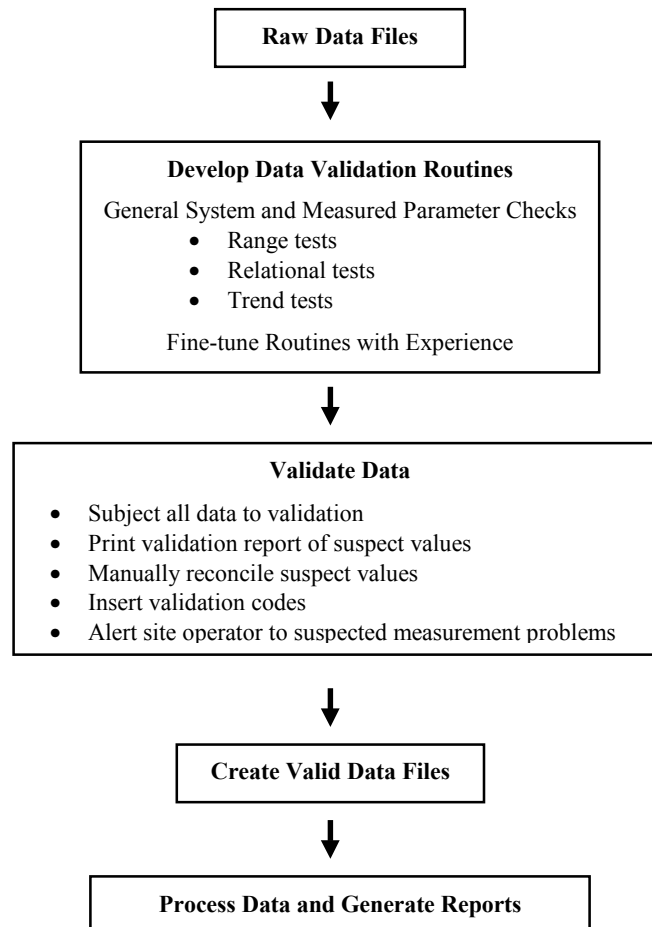 Raw Data Files
Develop Data Validation Routines
General System and Measured Parameter Checks
• Range tests
• Relational tests
• Trend tests
Fine-tune Routines with Experience
Validate Data
• Subject all data to validation
• Print validation report of suspect values
• Manually reconcile suspect values
• Insert validation codes
• Alert site operator to suspected measurement problems
Create Valid Data Files
Process Data and Generate Reports